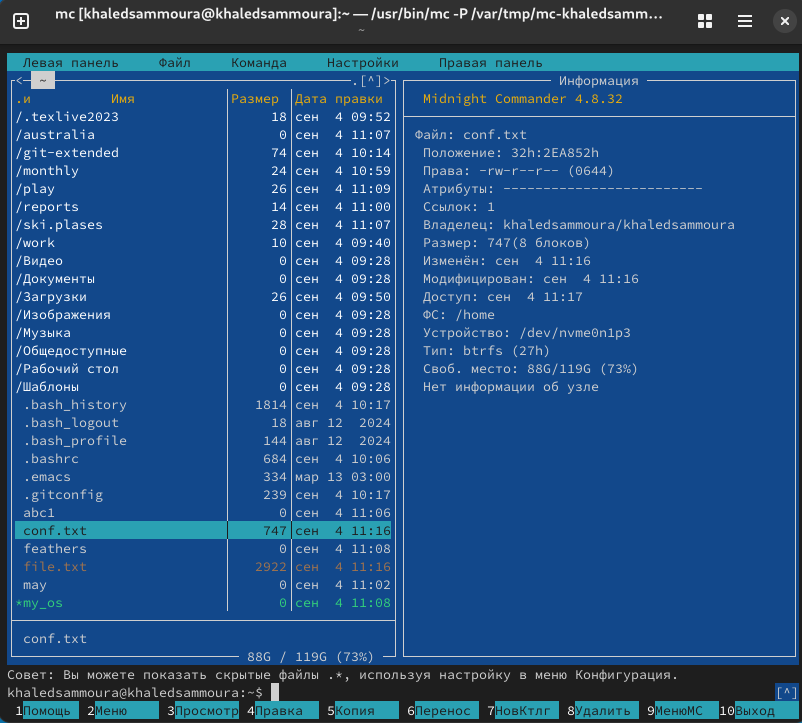 mc [khaledsammoura@khaledsammoura]:~ — /usr/bin/mc -P /var/tmp/mc-khaledsamm…
~
Левая панель Файл Команда Настройки Правая панель
<— ~ .[^]>
.и Имя Размер Дата правки
/.texlive2023 18 сен 4 09:52
/australia 0 сен 4 11:07
/git-extended 74 сен 4 10:14
/monthly 24 сен 4 10:59
/play 26 сен 4 11:09
/reports 14 сен 4 11:00
/ski.plases 28 сен 4 11:07
/work 10 сен 4 09:40
/Видео 0 сен 4 09:28
/Документы 0 сен 4 09:28
/Загрузки 26 сен 4 09:50
/Изображения 0 сен 4 09:28
/Музыка 0 сен 4 09:28
/Общедоступные 0 сен 4 09:28
/Рабочий стол 0 сен 4 09:28
/Шаблоны 0 сен 4 09:28
.bash_history 1814 сен 4 10:17
.bash_logout 18 авг 12 2024
.bash_profile 144 авг 12 2024
.bashrc 684 сен 4 10:06
.emacs 334 мар 13 03:00
.gitconfig 239 сен 4 10:17
abc1 0 сен 4 11:06
conf.txt 747 сен 4 11:16
feathers 0 сен 4 11:08
file.txt 2922 сен 4 11:16
may 0 сен 4 11:02
*my_os 0 сен 4 11:08
conf.txt
88G / 119G (73%)
Информация
Midnight Commander 4.8.32
Файл: conf.txt
Положение: 32h:2EA852h
Права: -rw-r--r-- (0644)
Атрибуты: -------------------------
Ссылок: 1
Владелец: khaledsammoura/khaledsammoura
Размер: 747(8 блоков)
Изменён: сен 4 11:16
Модифицирован: сен 4 11:16
Доступ: сен 4 11:17
ФС: /home
Устройство: /dev/nvme0n1p3
Тип: btrfs (27h)
Своб. место: 88G/119G (73%)
Нет информации об узле
Совет: Вы можете показать скрытые файлы .*, используя настройку в меню Конфигурация.
khaledsammoura@khaledsammoura:~$ [^]
1Помощь 2Меню 3Просмотр 4Правка 5Копия 6Перенос 7НовКтлг 8Удалить 9МенюMC 10Выход